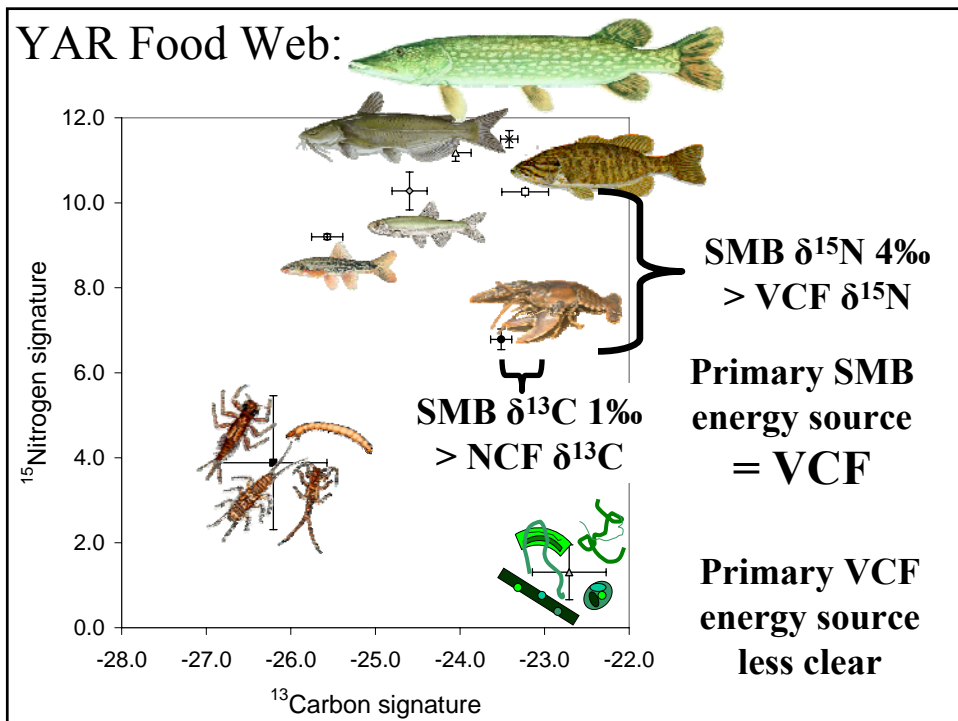 YAR Food Web:
12.0
10.0
8.0
6.0
4.0
2.0
0.0
¹⁵Nitrogen signature
-28.0 -27.0 -26.0 -25.0 -24.0 -23.0 -22.0
¹³Carbon signature
SMB δ¹³C 1‰
> NCF δ¹³C
SMB δ¹⁵N 4‰
> VCF δ¹⁵N
Primary SMB
energy source
= VCF
Primary VCF
energy source
less clear